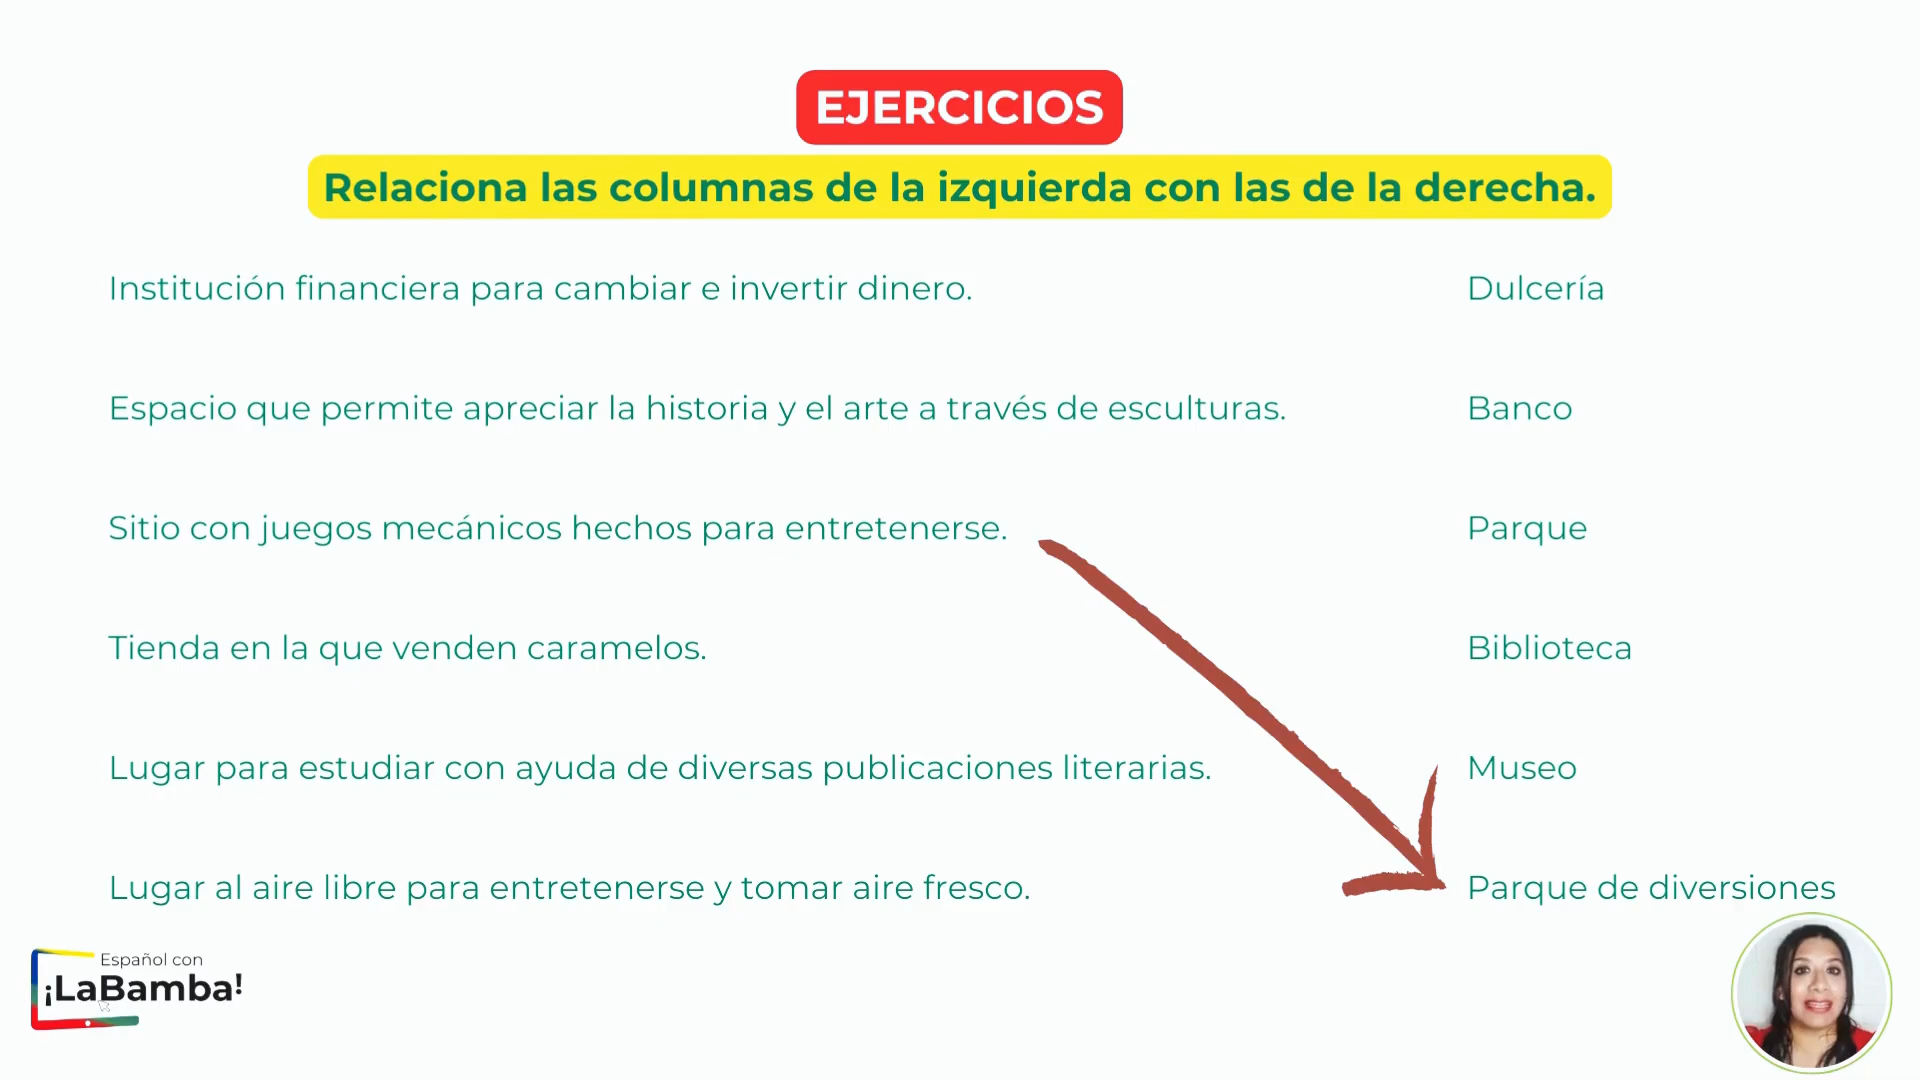 EJERCICIOS
Relaciona las columnas de la izquierda con las de la derecha.
Institución financiera para cambiar e invertir dinero.
Dulcería
Espacio que permite apreciar la historia y el arte a través de esculturas.
Banco
Sitio con juegos mecánicos hechos para entretenerse.
Parque
Tienda en la que venden caramelos.
Biblioteca
Lugar para estudiar con ayuda de diversas publicaciones literarias.
Museo
Lugar al aire libre para entretenerse y tomar aire fresco.
Parque de diversiones
Español con
¡LaBamba!